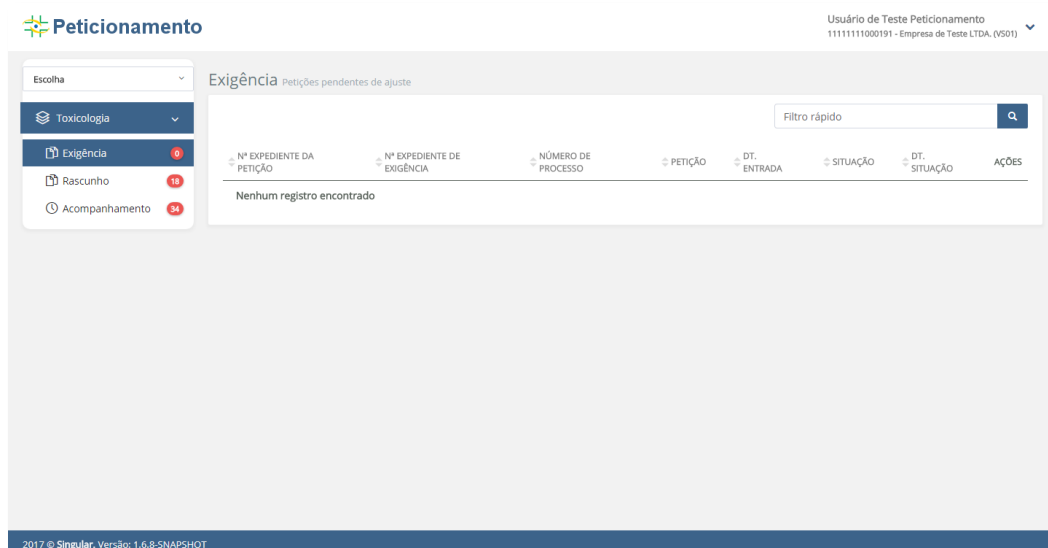 Peticionamento
Usuário de Teste Peticionamento
11111111000191 - Empresa de Teste LTDA. (VS01)
Escolha
Toxicologia
Exigência 0
Rascunho 18
Acompanhamento 34
Exigência Petições pendentes de ajuste
Filtro rápido
Nª EXPEDIENTE DA PETIÇÃO
Nª EXPEDIENTE DE EXIGÊNCIA
NÚMERO DE PROCESSO
PETIÇÃO
DT. ENTRADA
SITUAÇÃO
DT. SITUAÇÃO
AÇÕES
Nenhum registro encontrado
2017 © Singular. Versão: 1.6.8-SNAPSHOT